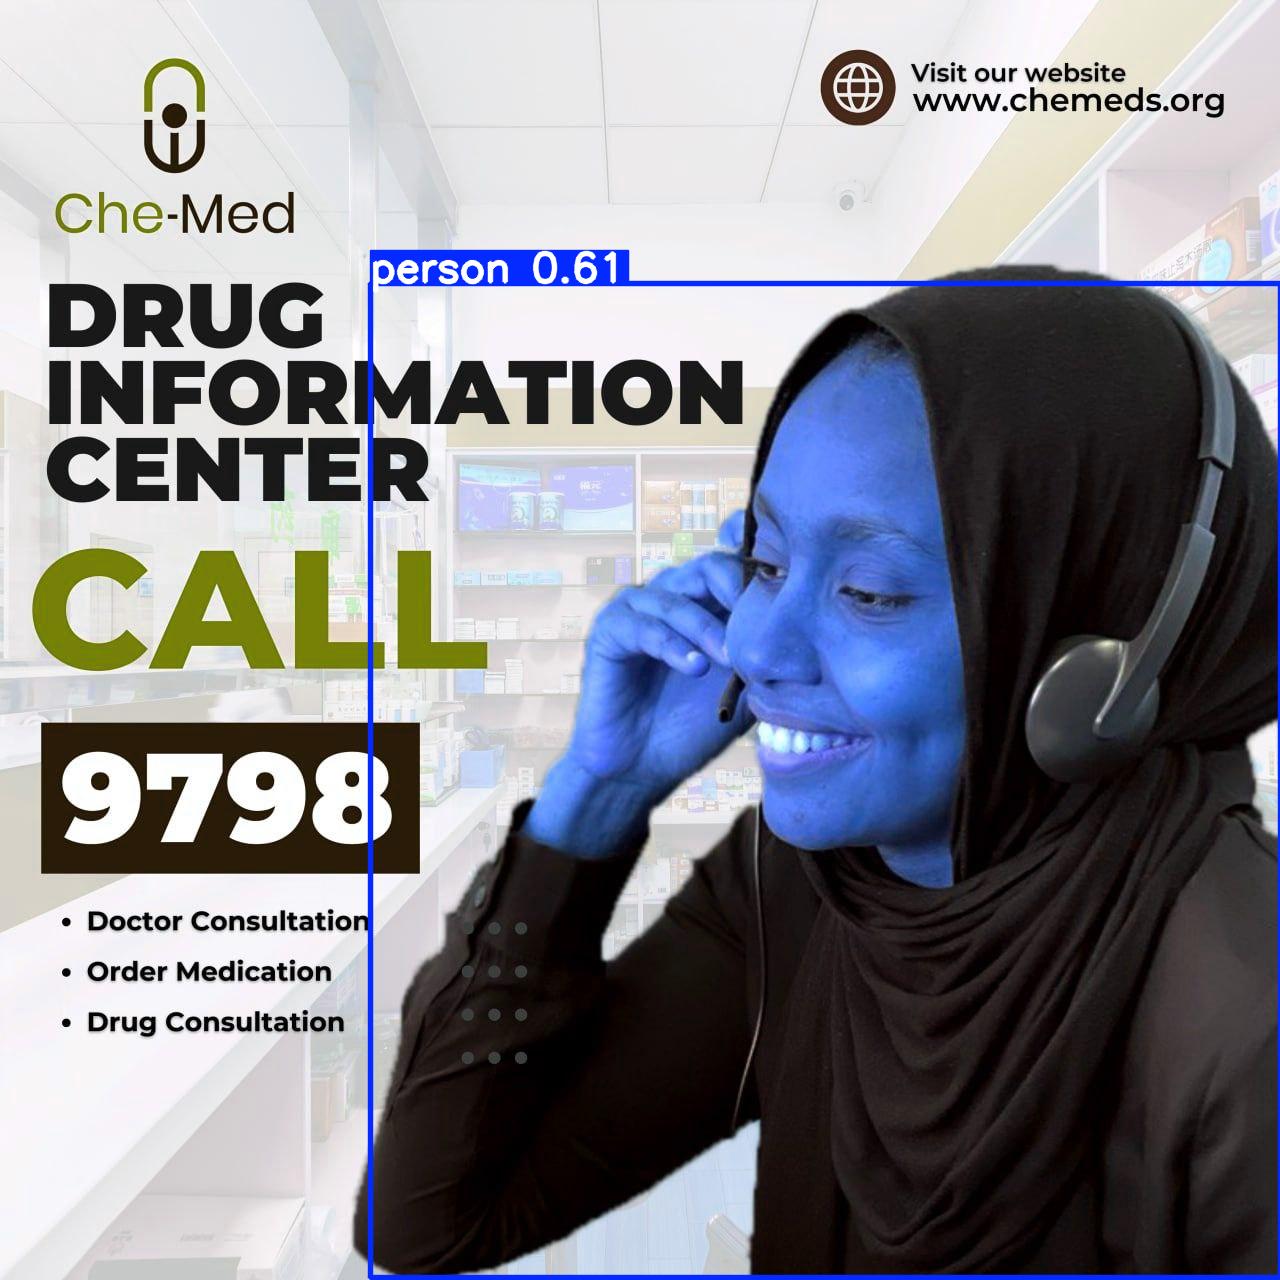 Che-Med
Visit our website
www.chemeds.org
person 0.61
DRUG
INFORMATION
CENTER
CALL
9798
• Doctor Consultation
• Order Medication
• Drug Consultation